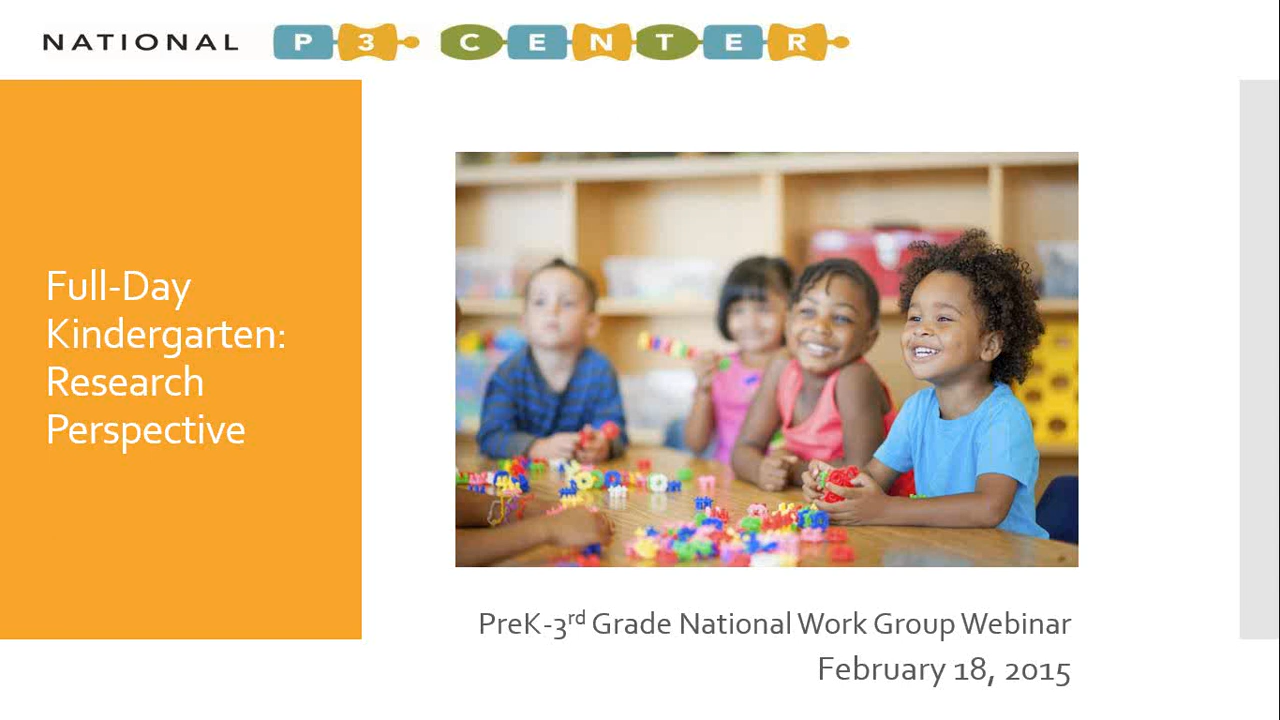 NATIONAL P3 CENTER
Full-Day
Kindergarten:
Research
Perspective
PreK-3rd Grade National Work Group Webinar
February 18, 2015